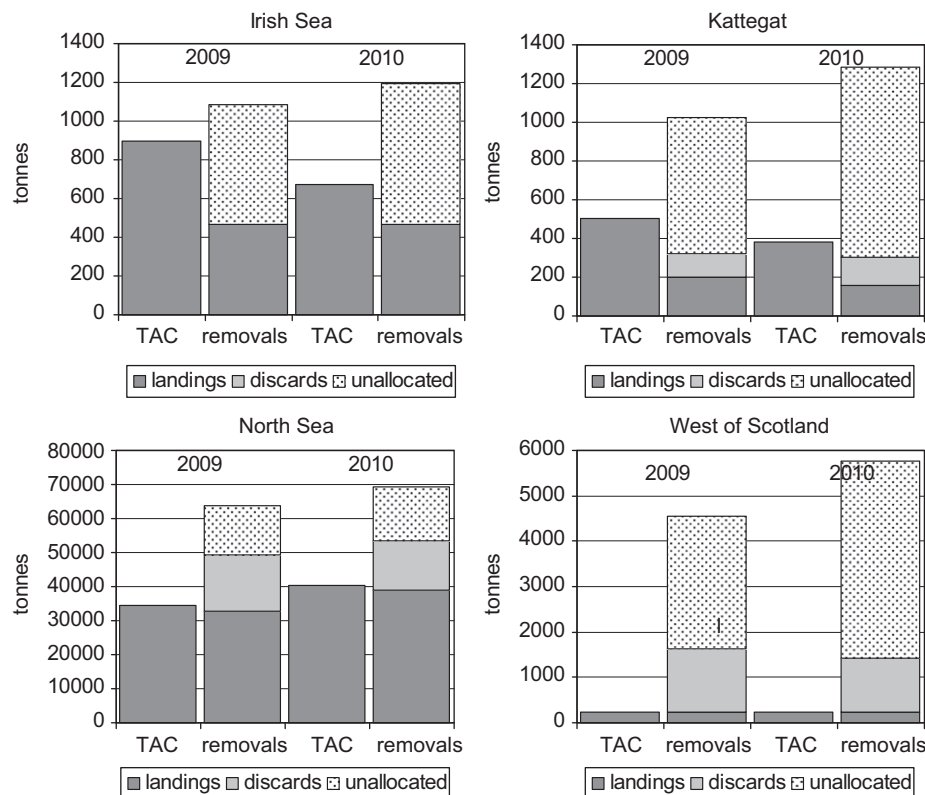 Irish Sea
1400
1200
1000
800
600
400
200
0
tonnes
2009 2010
TAC removals TAC removals
landings discards unallocated
Kattegat
1400
1200
1000
800
600
400
200
0
tonnes
2009 2010
TAC removals TAC removals
landings discards unallocated
North Sea
80000
70000
60000
50000
40000
30000
20000
10000
0
tonnes
2009 2010
TAC removals TAC removals
landings discards unallocated
West of Scotland
6000
5000
4000
3000
2000
1000
0
tonnes
2009 2010
I
TAC removals TAC removals
landings discards unallocated